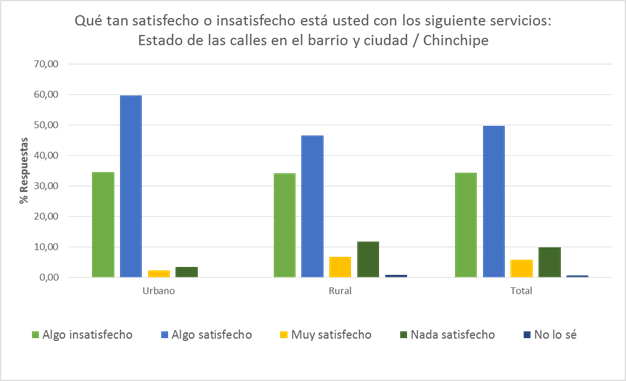 Qué tan satisfecho o insatisfecho está usted con los siguiente servicios:
Estado de las calles en el barrio y ciudad / Chinchipe
70,00
60,00
50,00
40,00
30,00
20,00
10,00
0,00
% Respuestas
Urbano
Rural
Total
Algo insatisfecho
Algo satisfecho
Muy satisfecho
Nada satisfecho
No lo sé